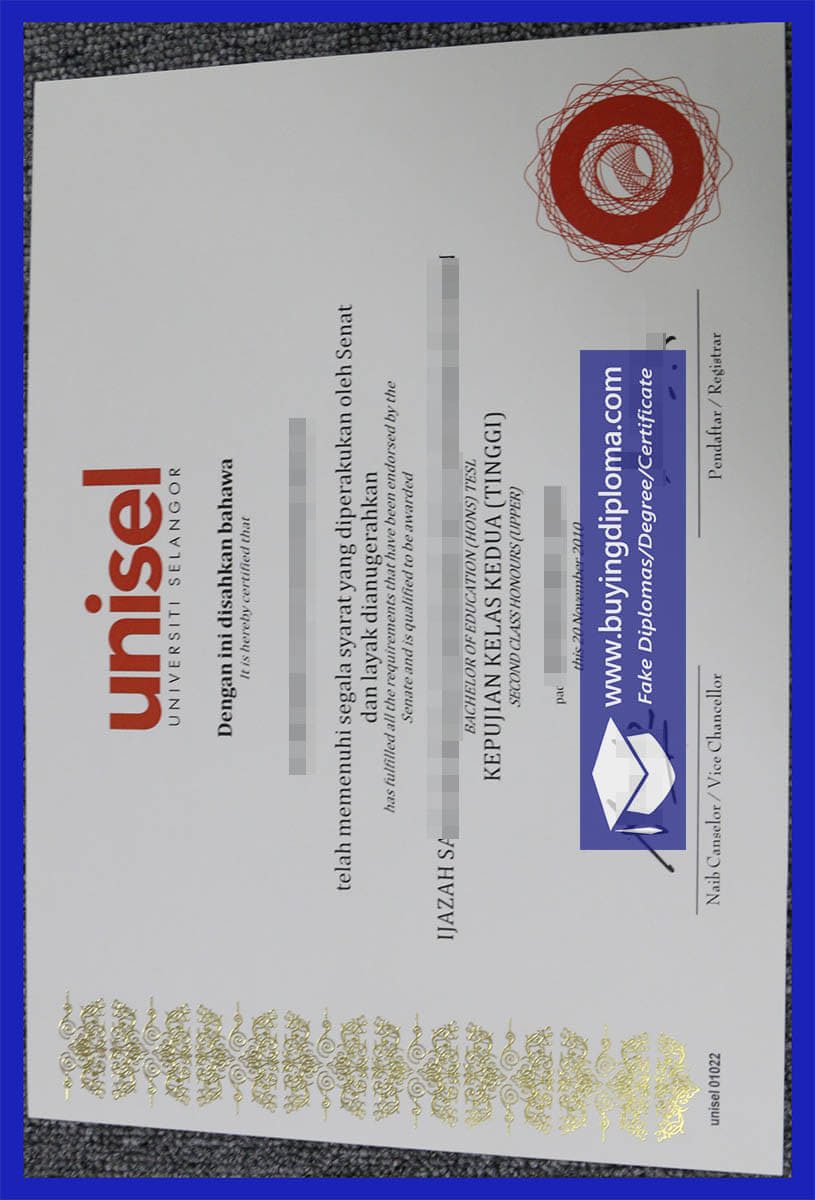 unisel
UNIVERSITI SELANGOR
Dengan ini disahkan bahawa
It is hereby certified that
telah memenuhi segala syarat yang diperakukan oleh Senat
dan layak dianugerahkan
has fulfilled all the requirements that have been endorsed by the
Senate and is qualified to be awarded
IJAZAH
BACHELOR OF EDUCATION (HONS) TESL
KEPUJIAN KELAS KEDUA (TINGGI)
SECOND CLASS HONOURS (UPPER)
this 20 November 2010
www.buyingdiploma.com
Fake Diplomas/Degree/Certificate
Naib Canselor / Vice Chancellor
Pendaftar / Registrar
unisel 01022